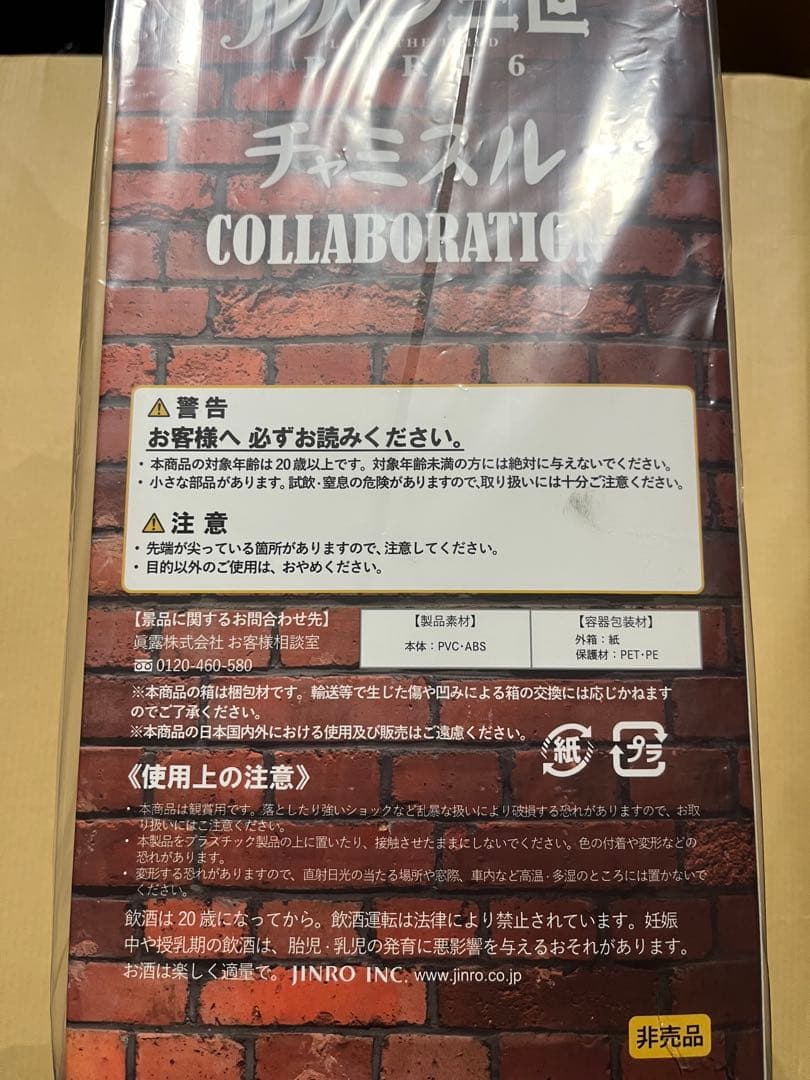 ルパン三世
PART 6
チャミスル
COLLABORATION
警告
お客様へ 必ずお読みください。
・本商品の対象年齢は20歳以上です。対象年齢未満の方には絶対に与えないでください。
・小さな部品があります。試飲・窒息の危険がありますので、取り扱いには十分ご注意ください。
注意
・先端が尖っている箇所がありますので、注意してください。
・目的以外のご使用は、おやめください。
【景品に関するお問合わせ先】
眞露株式会社 お客様相談室
0120-460-580
【製品素材】
本体：PVC・ABS
【容器包装材】
外箱：紙
保護材：PET・PE
※本商品の箱は梱包材です。輸送等で生じた傷や凹みによる箱の交換には応じかねます
のでご了承ください。
※本商品の日本国内外における使用及び販売はご遠慮ください。
紙
プラ
《使用上の注意》
・本商品は観賞用です。落としたり強いショックなど乱暴な扱いにより破損する恐れがありますので、お取
り扱いにはご注意ください。
・本製品をプラスチック製品の上に置いたり、接触させたままにしないでください。色の付着や変形などの
恐れがあります。
・変形する恐れがありますので、直射日光の当たる場所や窓際、車内など高温・多湿のところには置かないで
ください。
飲酒は20歳になってから。飲酒運転は法律により禁止されています。妊娠
中や授乳期の飲酒は、胎児・乳児の発育に悪影響を与えるおそれがあります。
お酒は楽しく適量で。JINRO INC. www.jinro.co.jp
非売品